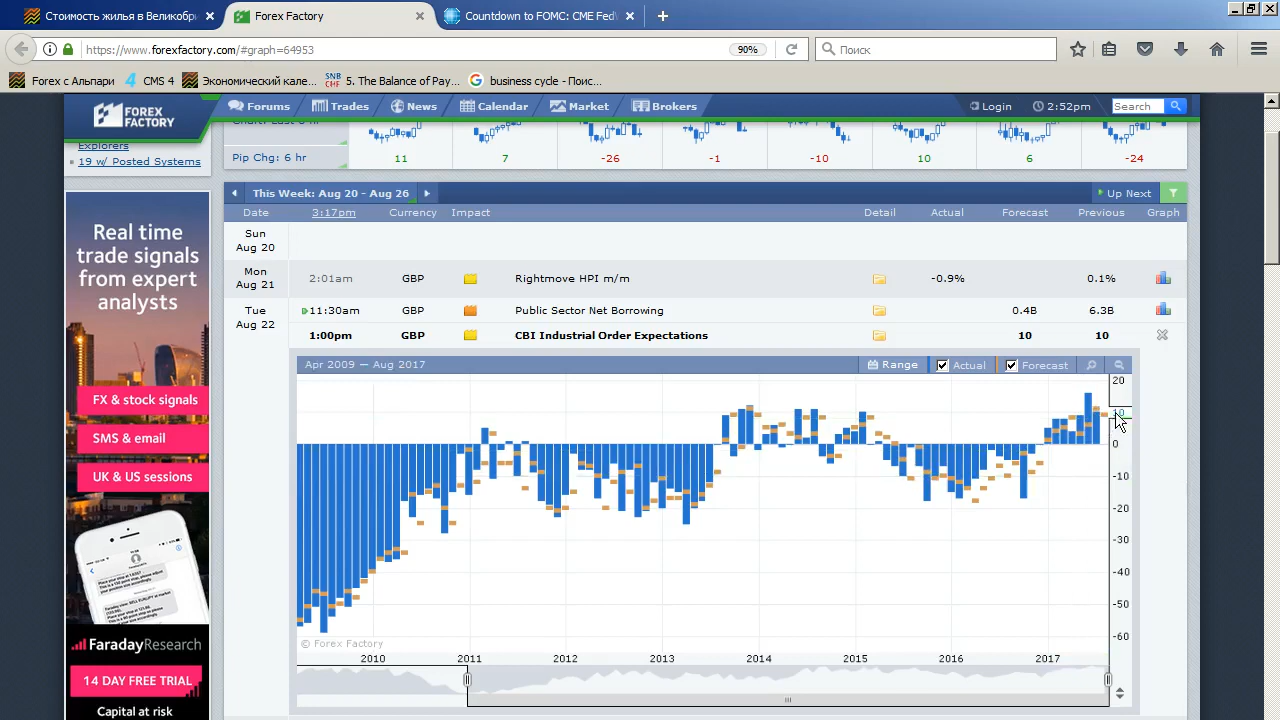 Стоимость жилья в Великобри
Forex Factory
Countdown to FOMC: CME Fed
https://www.forexfactory.com/#graph=64953
90%
Поиск
Forex с Альпари
CMS 4
Экономический кале...
SNB CHF
5. The Balance of Pay...
business cycle - Поис...
FOREX FACTORY
Forums
Trades
News
Calendar
Market
Brokers
Login
2:52pm
Search
Explorers
19 w/ Posted Systems
Pip Chg: 6 hr
11 7 -26 -1 -10 10 6 -24
This Week: Aug 20 - Aug 26
Up Next
Date 3:17pm Currency Impact Detail Actual Forecast Previous Graph
Sun
Aug 20
Mon
Aug 21
2:01am GBP Rightmove HPI m/m -0.9% 0.1%
Tue
Aug 22
11:30am GBP Public Sector Net Borrowing 0.4B 6.3B
1:00pm GBP CBI Industrial Order Expectations 10 10
Apr 2009 — Aug 2017
Range
Actual
Forecast
20
0
-10
-20
-30
-40
-50
-60
© Forex Factory
2010 2011 2012 2013 2014 2015 2016 2017
Real time
trade signals
from expert
analysts
FX & stock signals
SMS & email
UK & US sessions
FaradayResearch
14 DAY FREE TRIAL
Capital at risk